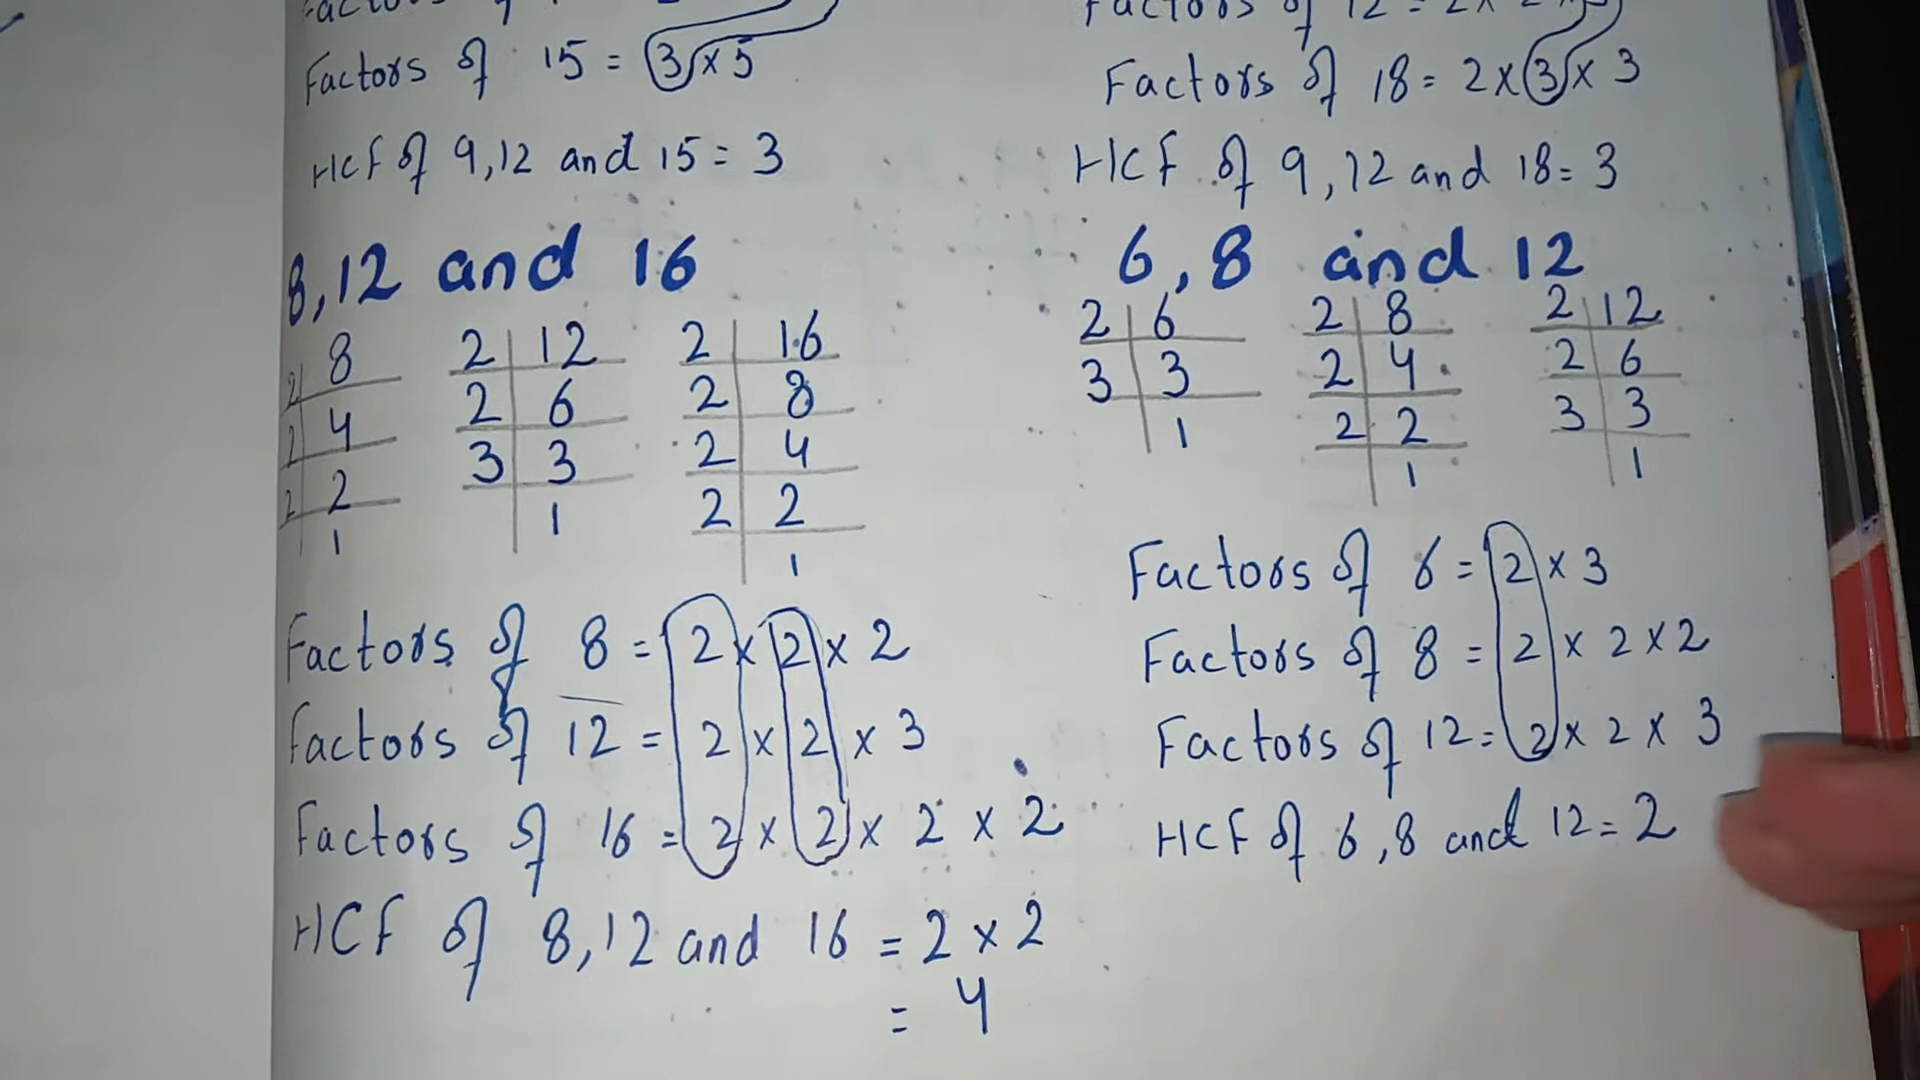 Factors of 15 = 3 x 5
HCF of 9,12 and 15 = 3
8,12 and 16
2 8
2 4
2 2
1
2 12
2 6
3 3
1
2 16
2 8
2 4
2 2
1
Factors of 8 = 2 x 2 x 2
Factors of 12 = 2 x 2 x 3
Factors of 16 = 2 x 2 x 2 x 2
HCF of 8,12 and 16 = 2 x 2
= 4
Factors of 12 = 2 x 2 x 3
Factors of 18 = 2 x 3 x 3
HCF of 9,12 and 18 = 3
6,8 and 12
2 6
3 3
1
2 8
2 4
2 2
1
2 12
2 6
3 3
1
Factors of 6 = 2 x 3
Factors of 8 = 2 x 2 x 2
Factors of 12 = 2 x 2 x 3
HCF of 6,8 and 12 = 2